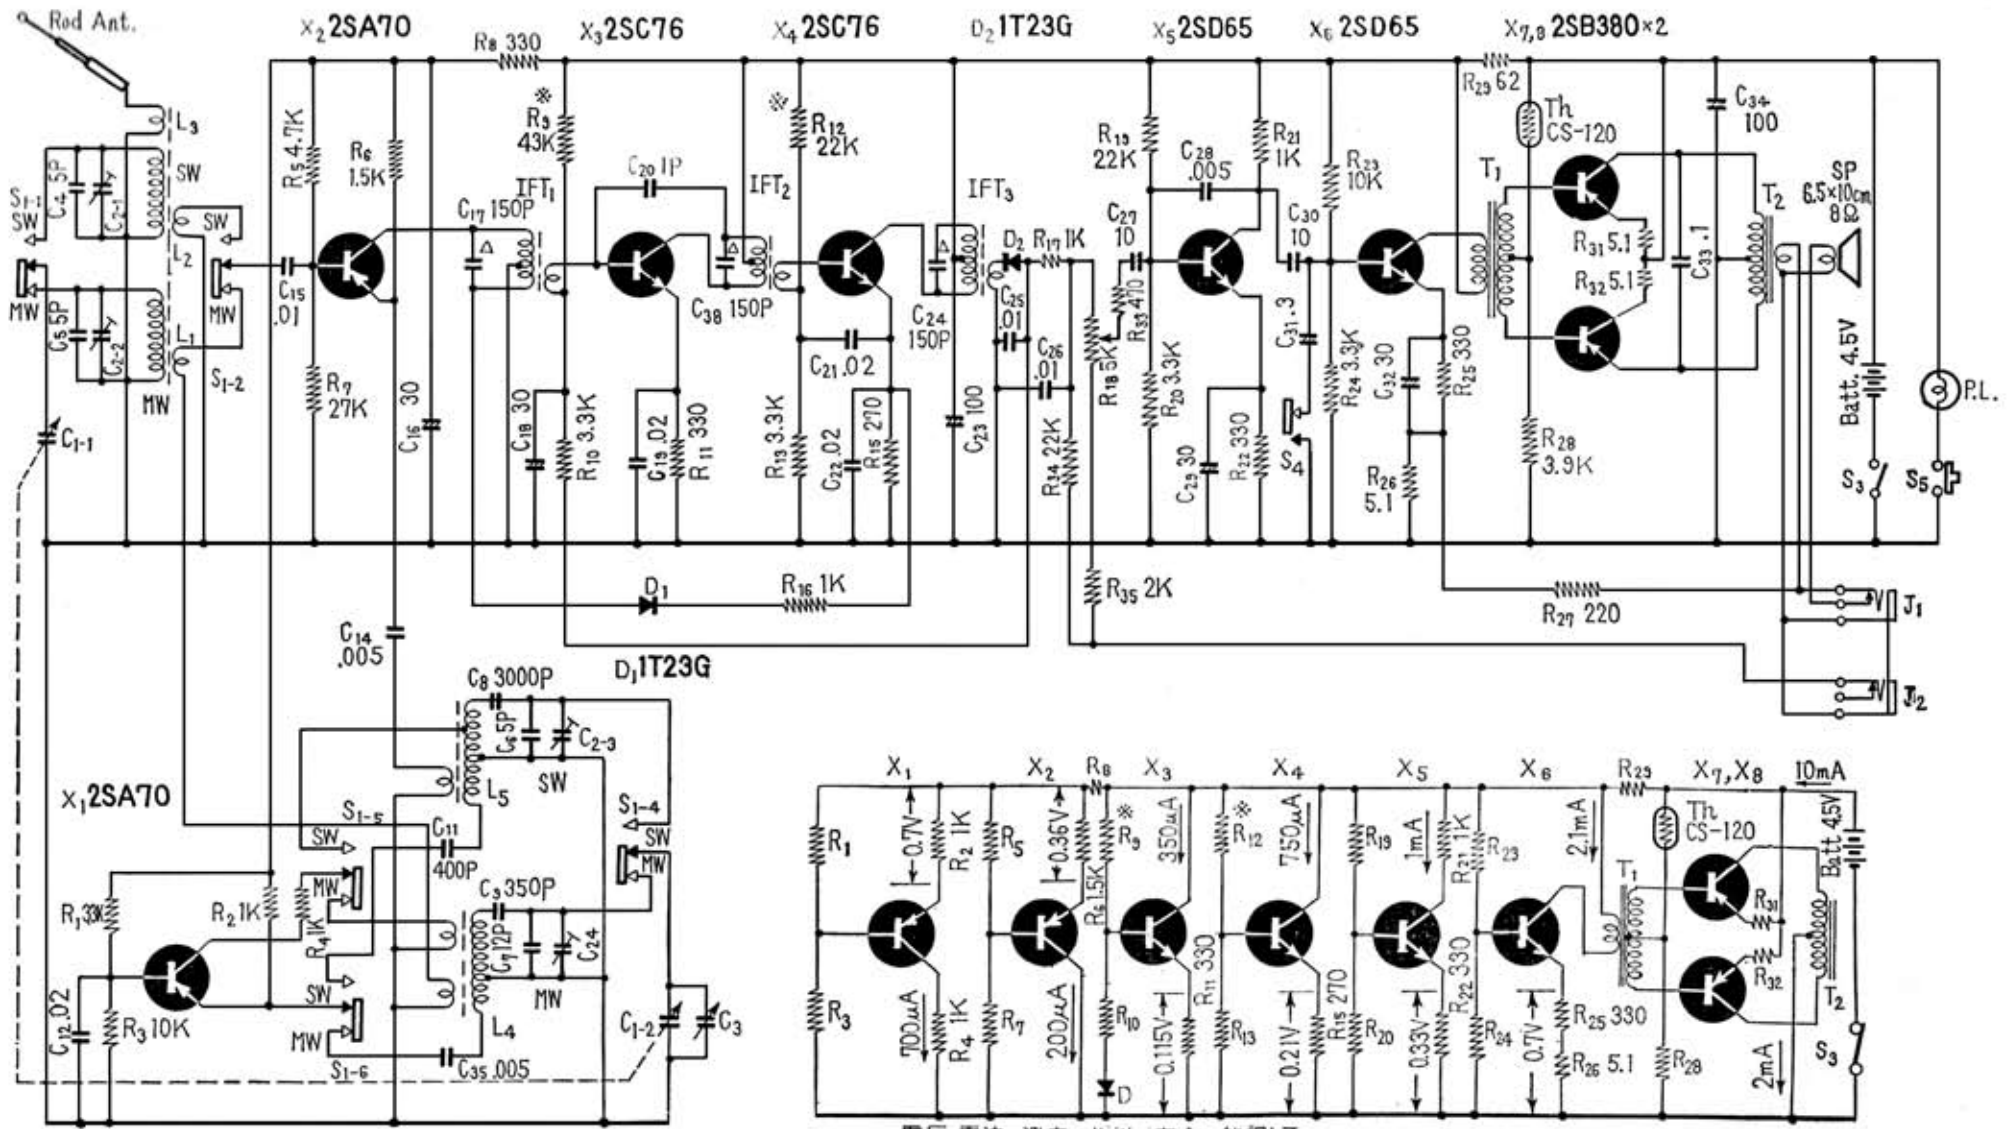 Rod Ant.
X₂ 2SA70
R₈ 330
X₃ 2SC76
X₄ 2SC76
D₂ 1T23G
X₅ 2SD65
X₆ 2SD65
X₇,₈ 2SB380×2
L₃
SW
C₄ 5P
C₂₋₁
S₁₋₁
SW
MW
L₂
SW
L₁
MW
C₅ 5P
C₂₋₂
MW
S₁₋₂
C₁₋₁
C₁₅
.01
R₅ 4.7K
R₆
1.5K
R₇
27K
C₁₆ 30
C₁₇ 150P
IFT₁
※
R₉
43K
C₁₈ 30
R₁₀ 3.3K
C₂₀ 1P
C₁₉ .02
R₁₁ 330
C₃₈ 150P
IFT₂
※
R₁₂
22K
C₂₁ .02
R₁₃ 3.3K
C₂₂ .02
R₁₅ 270
C₂₄
150P
IFT₃
C₂₃ 100
D₂
R₁₇ 1K
C₂₅
.01
C₂₆
.01
R₁₈ 5K
R₃₃ 470
R₃₄ 22K
C₂₇
10
R₁₉
22K
C₂₈
.005
R₂₁
1K
R₂₀ 3.3K
C₂₉ 30
R₂₂ 330
C₃₀
10
C₃₁ .3
S₄
R₂₃
10K
R₂₄ 3.3K
C₃₂ 30
R₂₅ 330
R₂₆
5.1
R₂₉ 62
Th
CS-120
T₁
R₃₁ 5.1
R₃₂ 5.1
R₂₈
3.9K
C₃₃ .1
C₃₄
100
T₂
SP
6.5×10cm
8Ω
Batt. 4.5V
P.L.
S₃
S₅
D₁
R₁₆ 1K
R₃₅ 2K
R₂₇ 220
J₁
J₂
C₁₄
.005
D₁ 1T23G
C₈ 3000P
C₆ 5P
C₂₋₃
SW
L₅
S₁₋₄
SW
MW
X₁ 2SA70
S₁₋₅
SW
MW
C₁₁
400P
C₃ 350P
C₇ 12P
C₂₄
MW
L₄
R₁ 33K
R₂ 1K
R₄ 1K
SW
MW
S₁₋₆
C₁₂ .02
R₃ 10K
C₃₅ .005
C₁₋₂
C₃
X₁
X₂
R₈
X₃
X₄
X₅
X₆
R₂₉
X₇, X₈
10mA
R₁
0.7V
R₂ 1K
R₅
0.36V
R₆ 1.5K
※
R₉
350μA
※
R₁₂
750μA
R₁₉
1mA
R₂₁ 1K
R₂₃
2.1mA
T₁
Th
CS-120
R₃₁
R₃₂
Batt 4.5V
T₂
R₃
700μA
R₄ 1K
R₇
200μA
R₁₀
D
0.115V
R₁₁ 330
R₁₃
0.21V
R₁₅ 270
R₂₀
0.33V
R₂₂ 330
R₂₄
0.7V
R₂₅ 330
R₂₆ 5.1
R₂₈
2mA
S₃